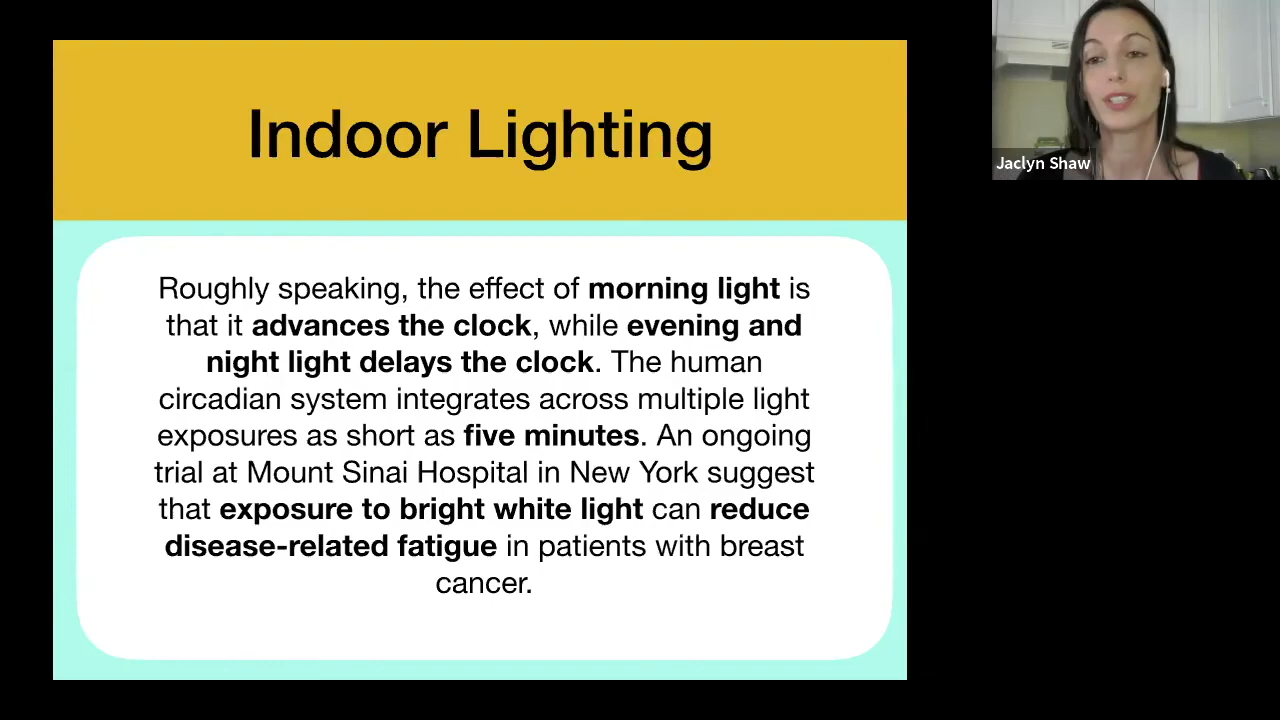 Indoor Lighting
Jaclyn Shaw
Roughly speaking, the effect of morning light is
that it advances the clock, while evening and
night light delays the clock. The human
circadian system integrates across multiple light
exposures as short as five minutes. An ongoing
trial at Mount Sinai Hospital in New York suggest
that exposure to bright white light can reduce
disease-related fatigue in patients with breast
cancer.